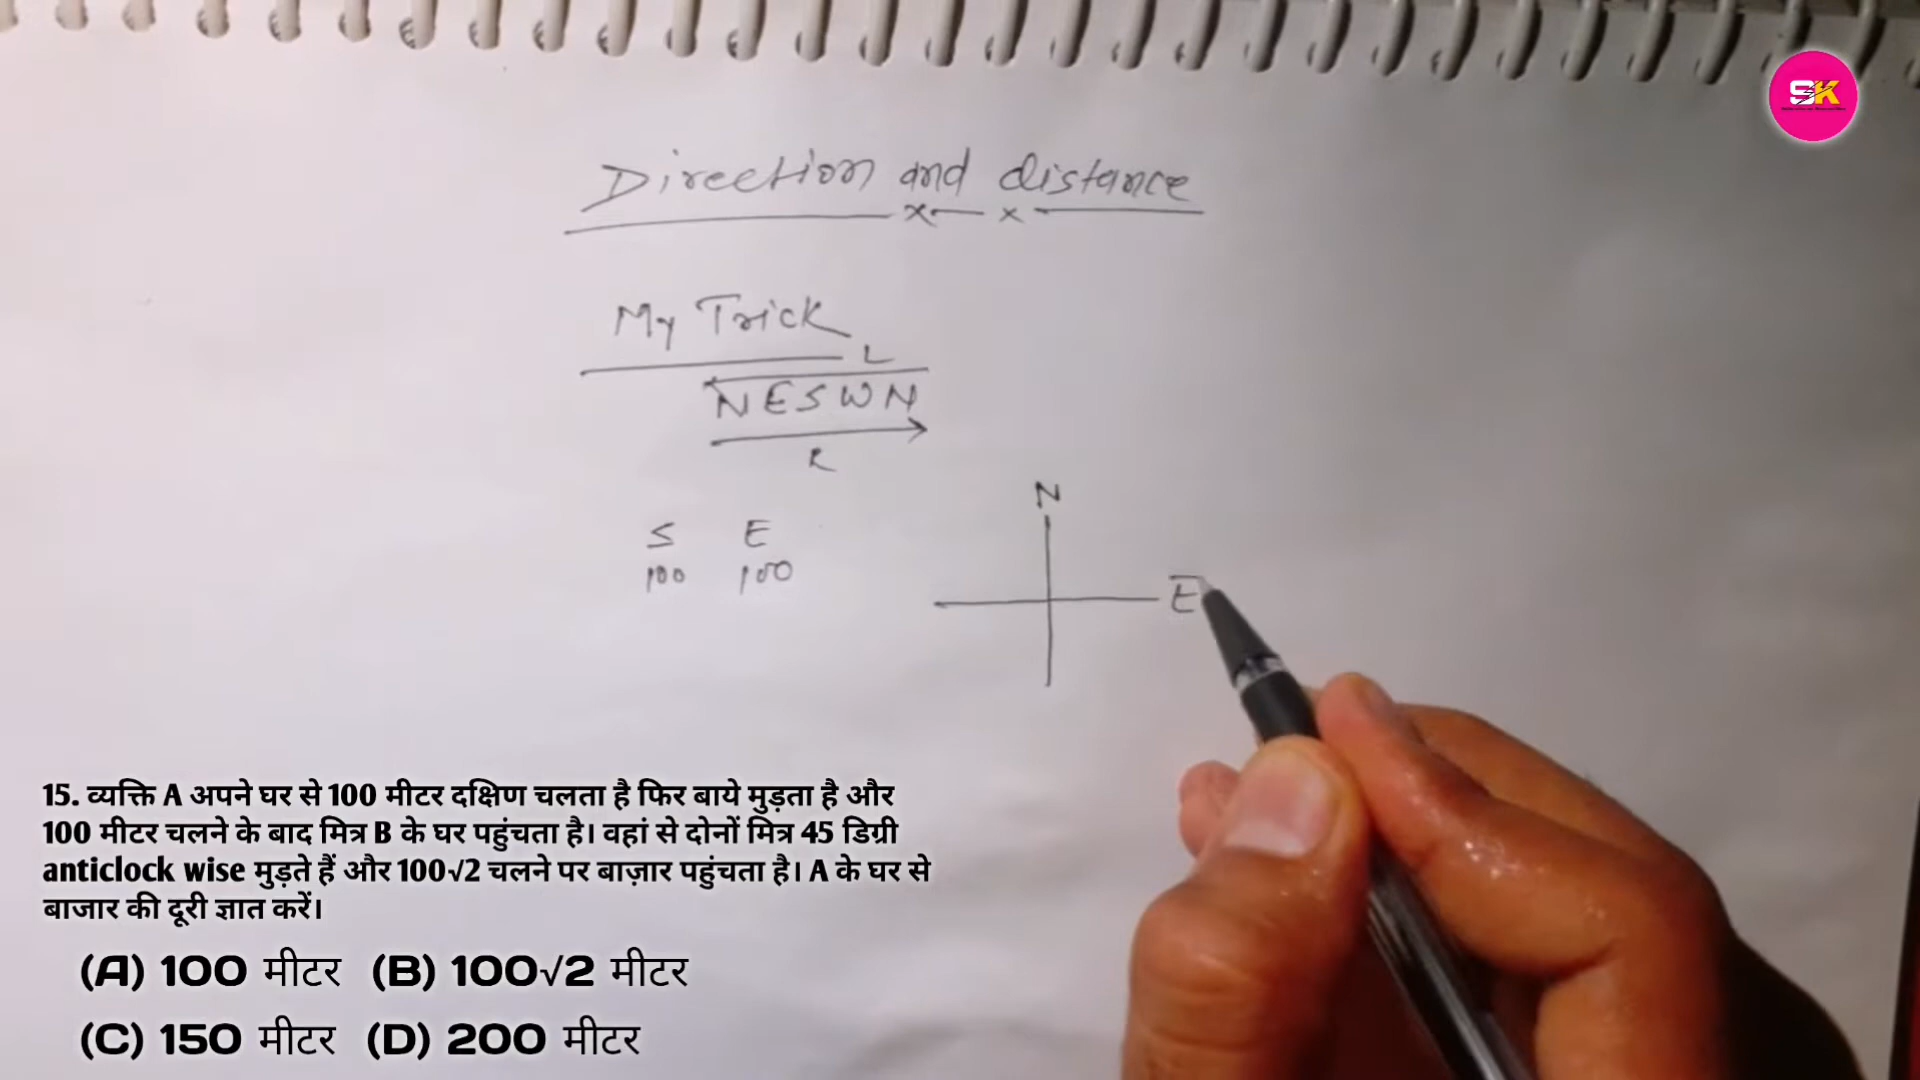 SK
Direction and distance
My Trick
L
NESWN
R
S E
100 100
N
E
15. व्यक्ति A अपने घर से 100 मीटर दक्षिण चलता है फिर बाये मुड़ता है और
100 मीटर चलने के बाद मित्र B के घर पहुंचता है। वहां से दोनों मित्र 45 डिग्री
anticlock wise मुड़ते हैं और 100√2 चलने पर बाज़ार पहुंचता है। A के घर से
बाजार की दूरी ज्ञात करें।
(A) 100 मीटर (B) 100√2 मीटर
(C) 150 मीटर (D) 200 मीटर